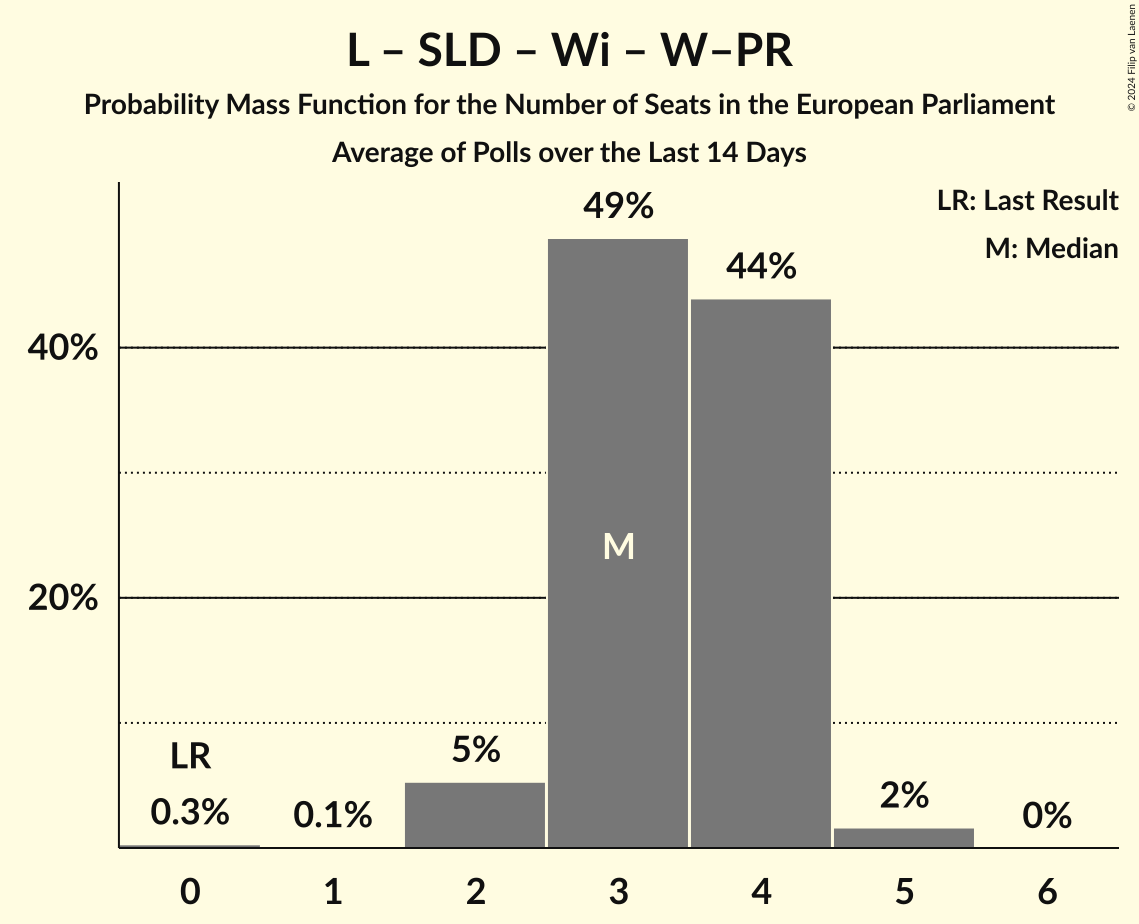 L – SLD – Wi – W–PR
Probability Mass Function for the Number of Seats in the European Parliament
Average of Polls over the Last 14 Days
© 2024 Filip van Laenen
LR: Last Result
M: Median
49%
44%
40%
M
20%
LR
0.3%
0.1%
5%
2%
0%
0 1 2 3 4 5 6